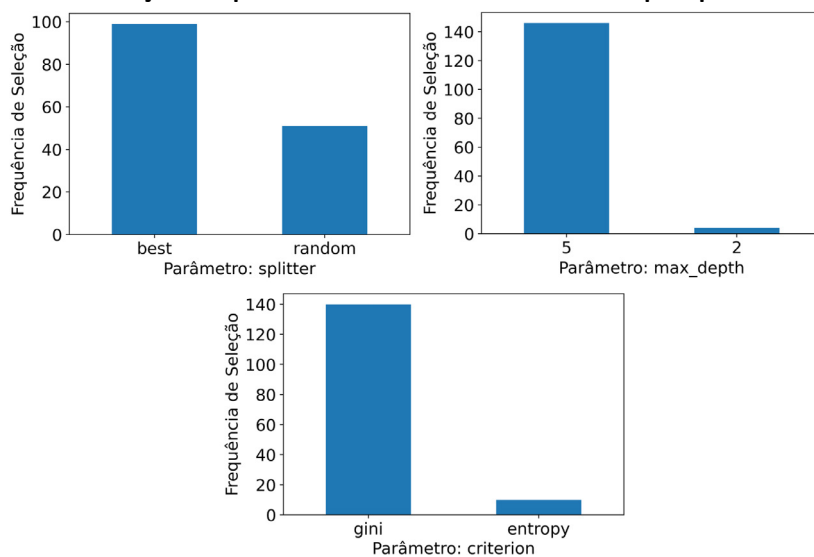 Frequência de Seleção
100
80
60
40
20
0
best random
Parâmetro: splitter
Frequência de Seleção
140
120
100
80
60
40
20
0
5 2
Parâmetro: max_depth
Frequência de Seleção
140
120
100
80
60
40
20
0
gini entropy
Parâmetro: criterion